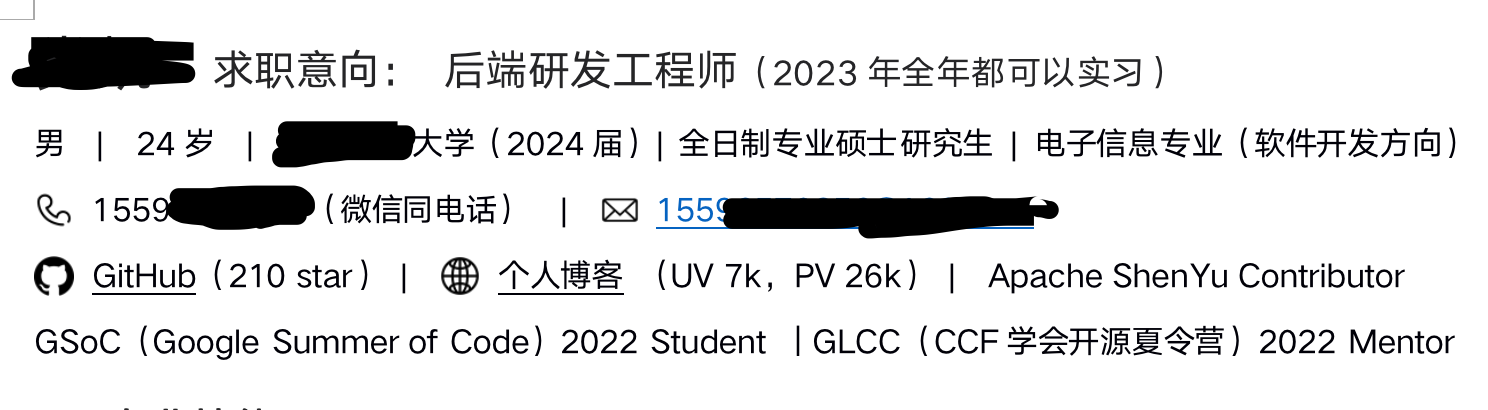 求职意向： 后端研发工程师（2023 年全年都可以实习）
男 | 24 岁 | 大学（2024 届）| 全日制专业硕士研究生 | 电子信息专业（软件开发方向）
1559（微信同电话） | 1559
GitHub（210 star） | 个人博客 （UV 7k，PV 26k） | Apache ShenYu Contributor
GSoC（Google Summer of Code）2022 Student | GLCC（CCF 学会开源夏令营）2022 Mentor